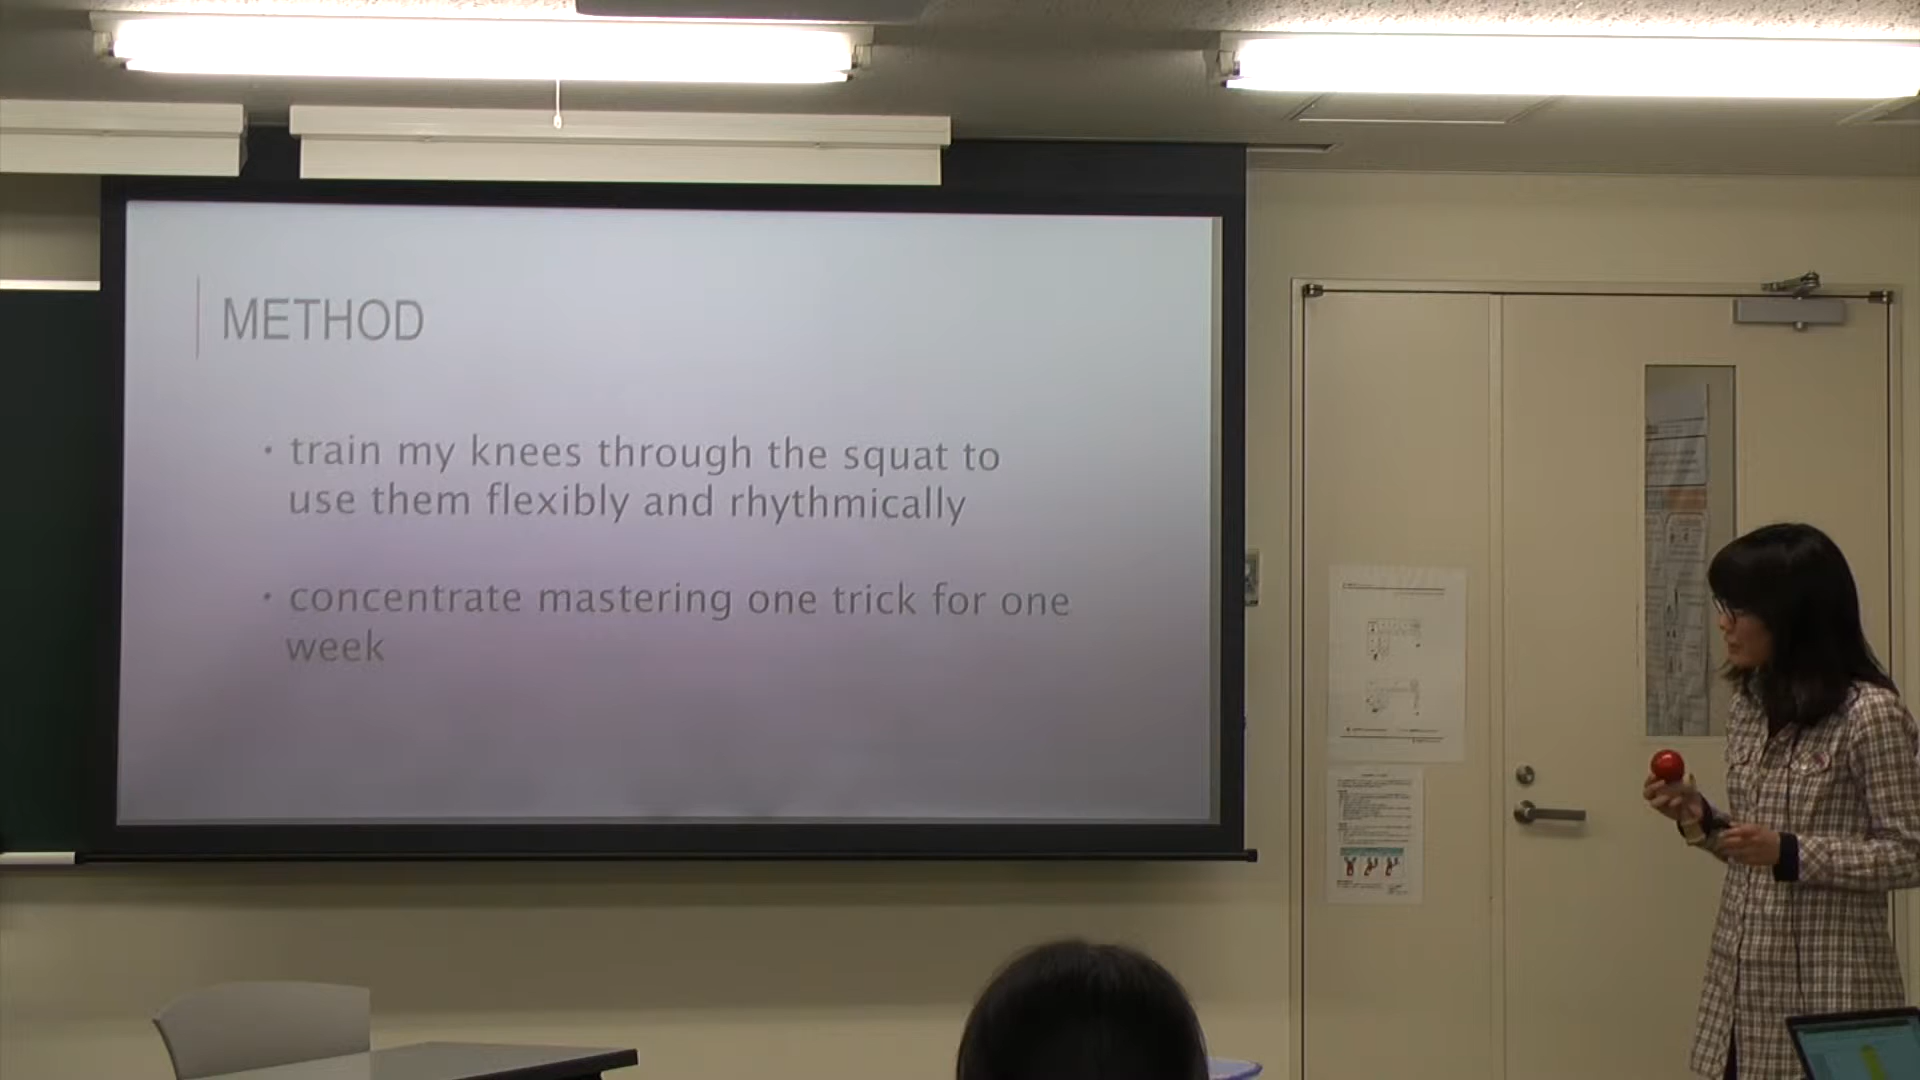 METHOD
• train my knees through the squat to
use them flexibly and rhythmically
• concentrate mastering one trick for one
week